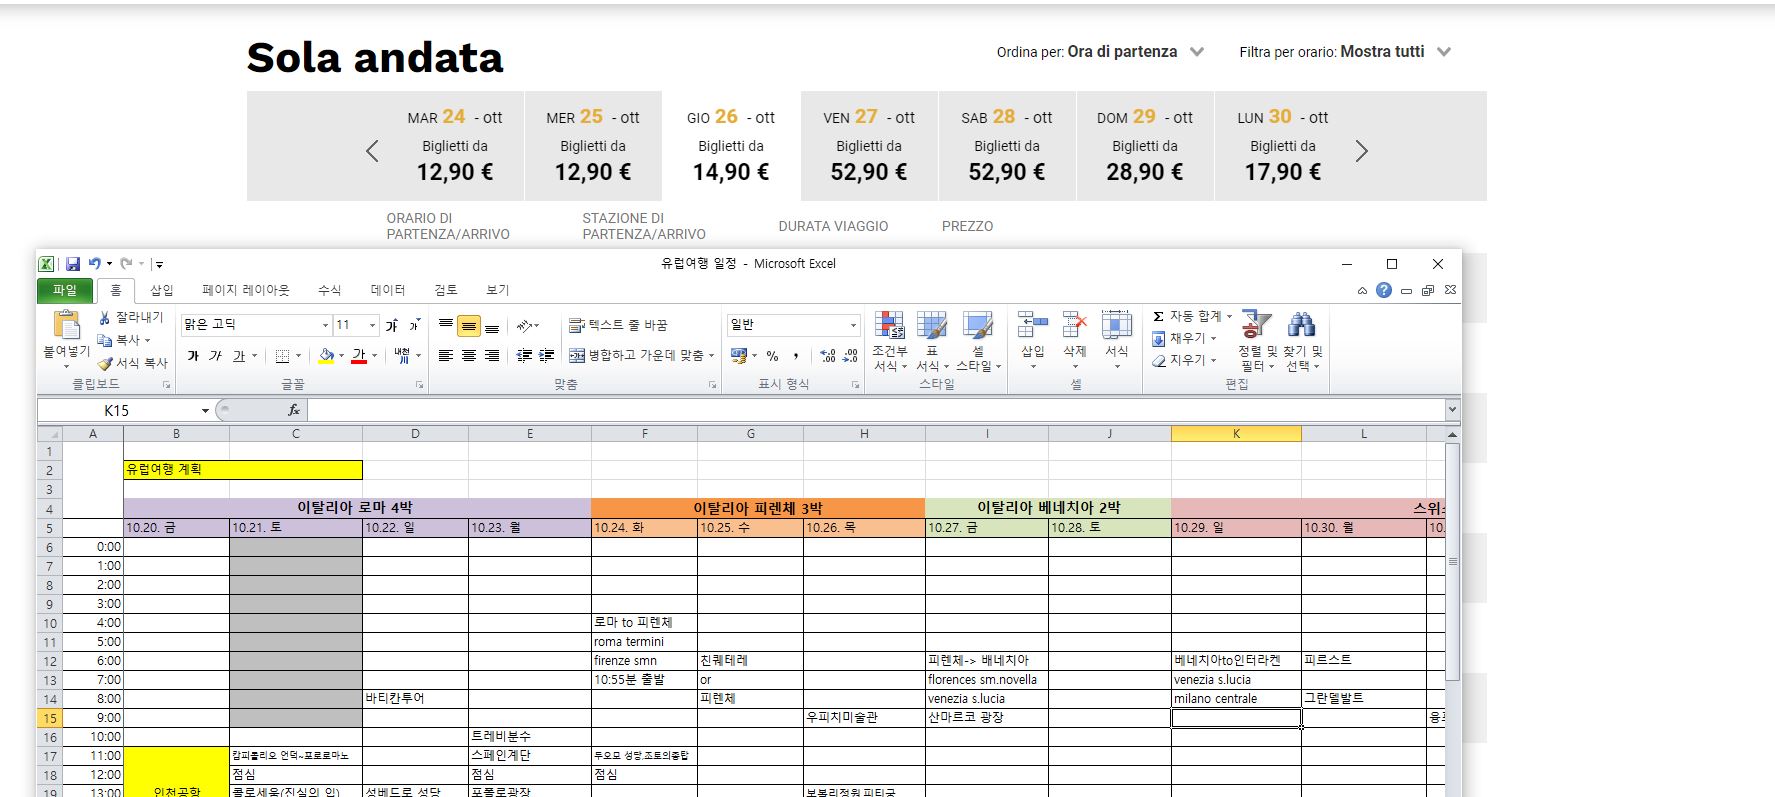 Sola andata
Ordina per: Ora di partenza
Filtra per orario: Mostra tutti
MAR 24 - ott
MER 25 - ott
GIO 26 - ott
VEN 27 - ott
SAB 28 - ott
DOM 29 - ott
LUN 30 - ott
Biglietti da
Biglietti da
Biglietti da
Biglietti da
Biglietti da
Biglietti da
Biglietti da
12,90 €
12,90 €
14,90 €
52,90 €
52,90 €
28,90 €
17,90 €
ORARIO DI
PARTENZA/ARRIVO
STAZIONE DI
PARTENZA/ARRIVO
DURATA VIAGGIO
PREZZO
유럽여행 일정 - Microsoft Excel
파일 홈 삽입 페이지 레이아웃 수식 데이터 검토 보기
붙여넣기
잘라내기
복사
서식 복사
클립보드
맑은 고딕 11 가 가
가 가 가 가 내천
글꼴
텍스트 줄 바꿈
병합하고 가운데 맞춤
맞춤
일반
% ,
표시 형식
조건부
서식
표
서식
셀
스타일
스타일
삽입 삭제 서식
셀
Σ 자동 합계
채우기
지우기
정렬 및
필터
찾기 및
선택
편집
K15 fx
A B C D E F G H I J K L
1
2 유럽여행 계획
3
4 이탈리아 로마 4박 이탈리아 피렌체 3박 이탈리아 베네치아 2박
5 10.20. 금 10.21. 토 10.22. 일 10.23. 월 10.24. 화 10.25. 수 10.26. 목 10.27. 금 10.28. 토 10.29. 일 10.30. 월 10.
6 0:00
7 1:00
8 2:00
9 3:00
10 4:00 로마 to 피렌체
11 5:00 roma termini
12 6:00 firenze smn 친퀘테레 피렌체-> 배네치아 베네치아to인터라켄 피르스트
13 7:00 10:55분 출발 or florences sm.novella venezia s.lucia
14 8:00 바티칸투어 피렌체 venezia s.lucia milano centrale 그란델발트
15 9:00 우피치미술관 산마르코 광장
16 10:00 트레비분수
17 11:00 캄피돌리오 언덕~포로로마노 스페인계단 두오모 성당,조토의종탑
18 12:00 점심 점심 점심
19 13:00 인천공항 콜로세움(진실의 입) 성베드로 성당 포폴로광장 보볼리정원,피티궁